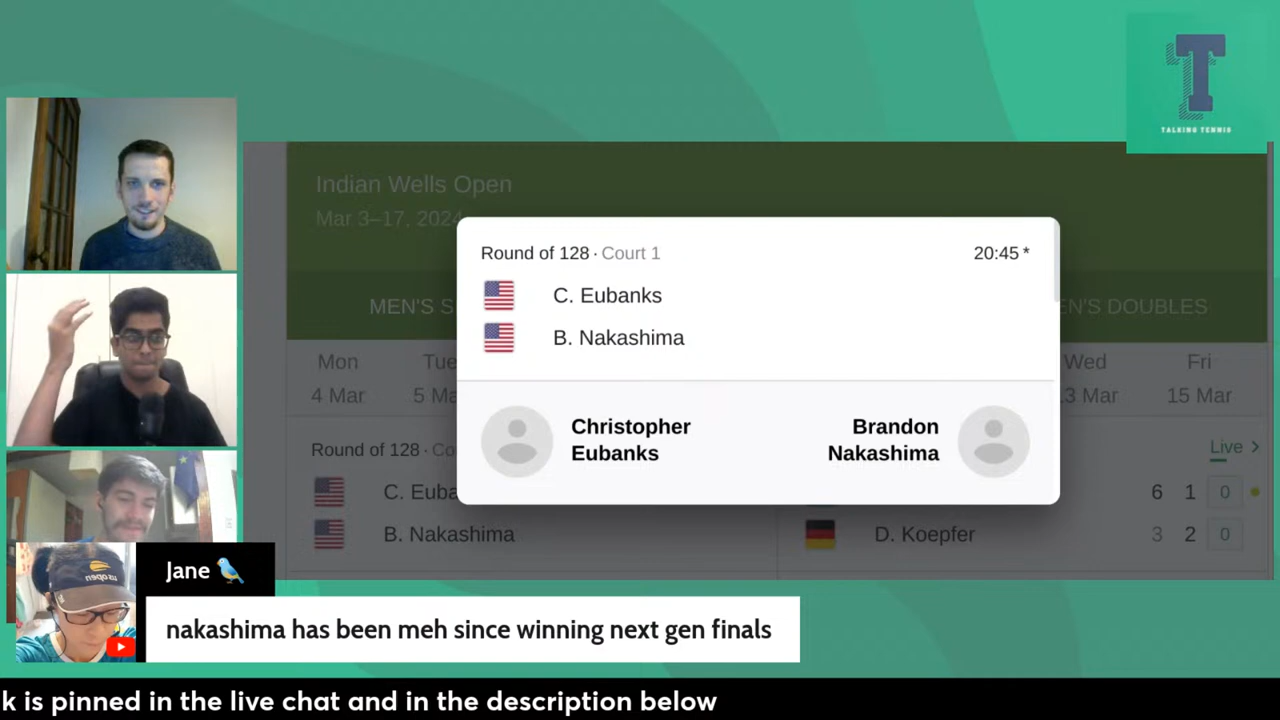 T
TALKING TENNIS
Indian Wells Open
Mar 3–17, 2024
Round of 128 · Court 1
20:45 *
C. Eubanks
B. Nakashima
MEN'S
EN'S DOUBLES
Mon
Wed
Fri
4 Mar
5 M
3 Mar
15 Mar
Christopher
Eubanks
Brandon
Nakashima
Round of 128 · Co
Live >
C. Euba
6 1 0
B. Nakashima
D. Koepfer
3 2 0
Jane
nakashima has been meh since winning next gen finals
k is pinned in the live chat and in the description below